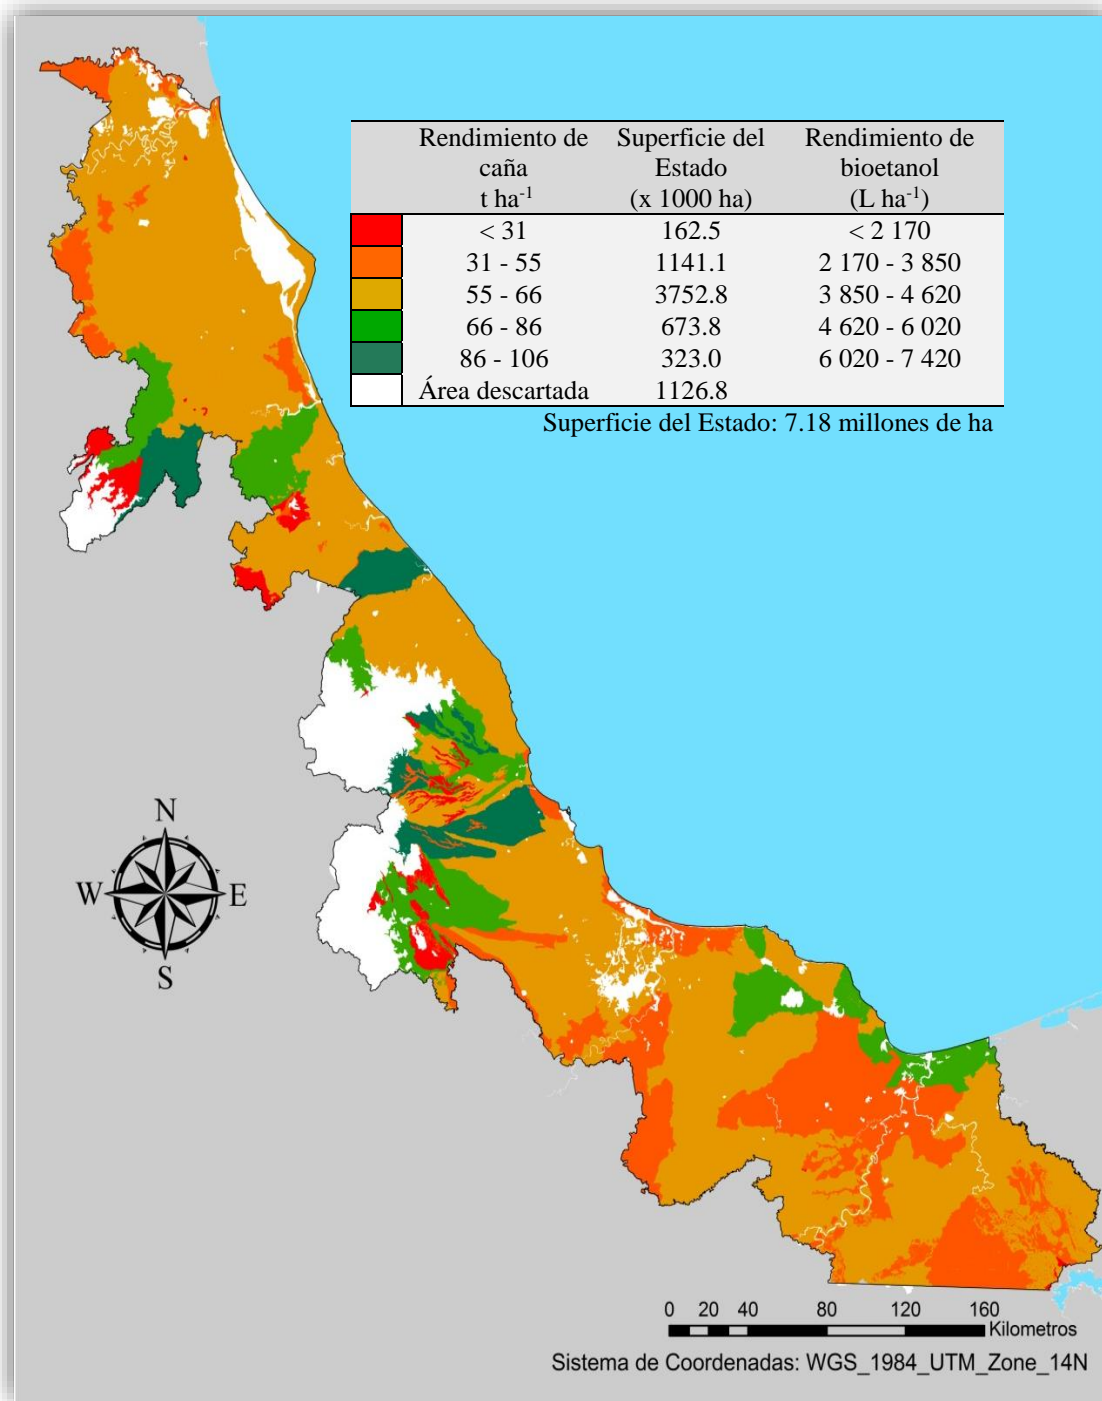 Rendimiento de caña t ha-1 Superficie del Estado (x 1000 ha) Rendimiento de bioetanol (L ha-1)
< 31 162.5 < 2 170
31 - 55 1141.1 2 170 - 3 850
55 - 66 3752.8 3 850 - 4 620
66 - 86 673.8 4 620 - 6 020
86 - 106 323.0 6 020 - 7 420
Área descartada 1126.8
Superficie del Estado: 7.18 millones de ha
N
W E
S
0 20 40 80 120 160
Kilometros
Sistema de Coordenadas: WGS_1984_UTM_Zone_14N